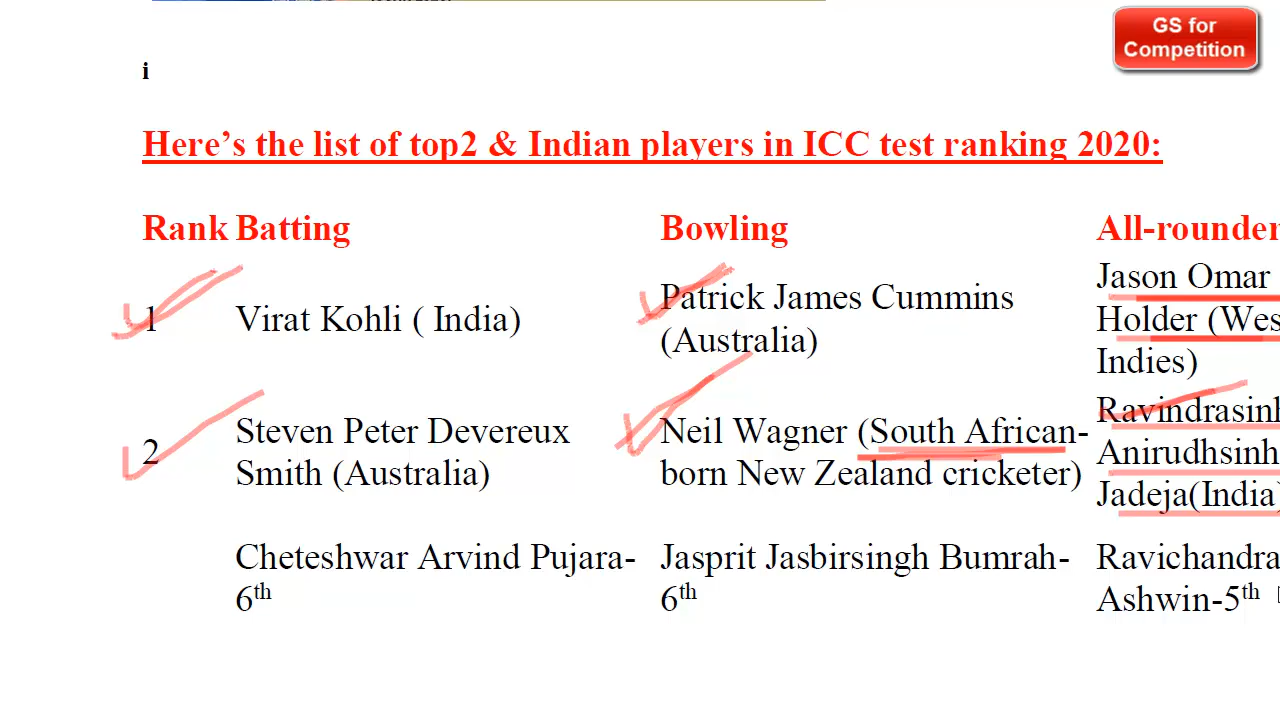 GS for
Competition
i
Here’s the list of top2 & Indian players in ICC test ranking 2020:
Rank Batting Bowling All-rounder
1 Virat Kohli ( India) Patrick James Cummins (Australia) Jason Omar Holder (Wes Indies)
2 Steven Peter Devereux Smith (Australia) Neil Wagner (South African-born New Zealand cricketer) Ravindrasinh Anirudhsinh Jadeja(India)
Cheteshwar Arvind Pujara-6th Jasprit Jasbirsingh Bumrah-6th Ravichandra Ashwin-5th